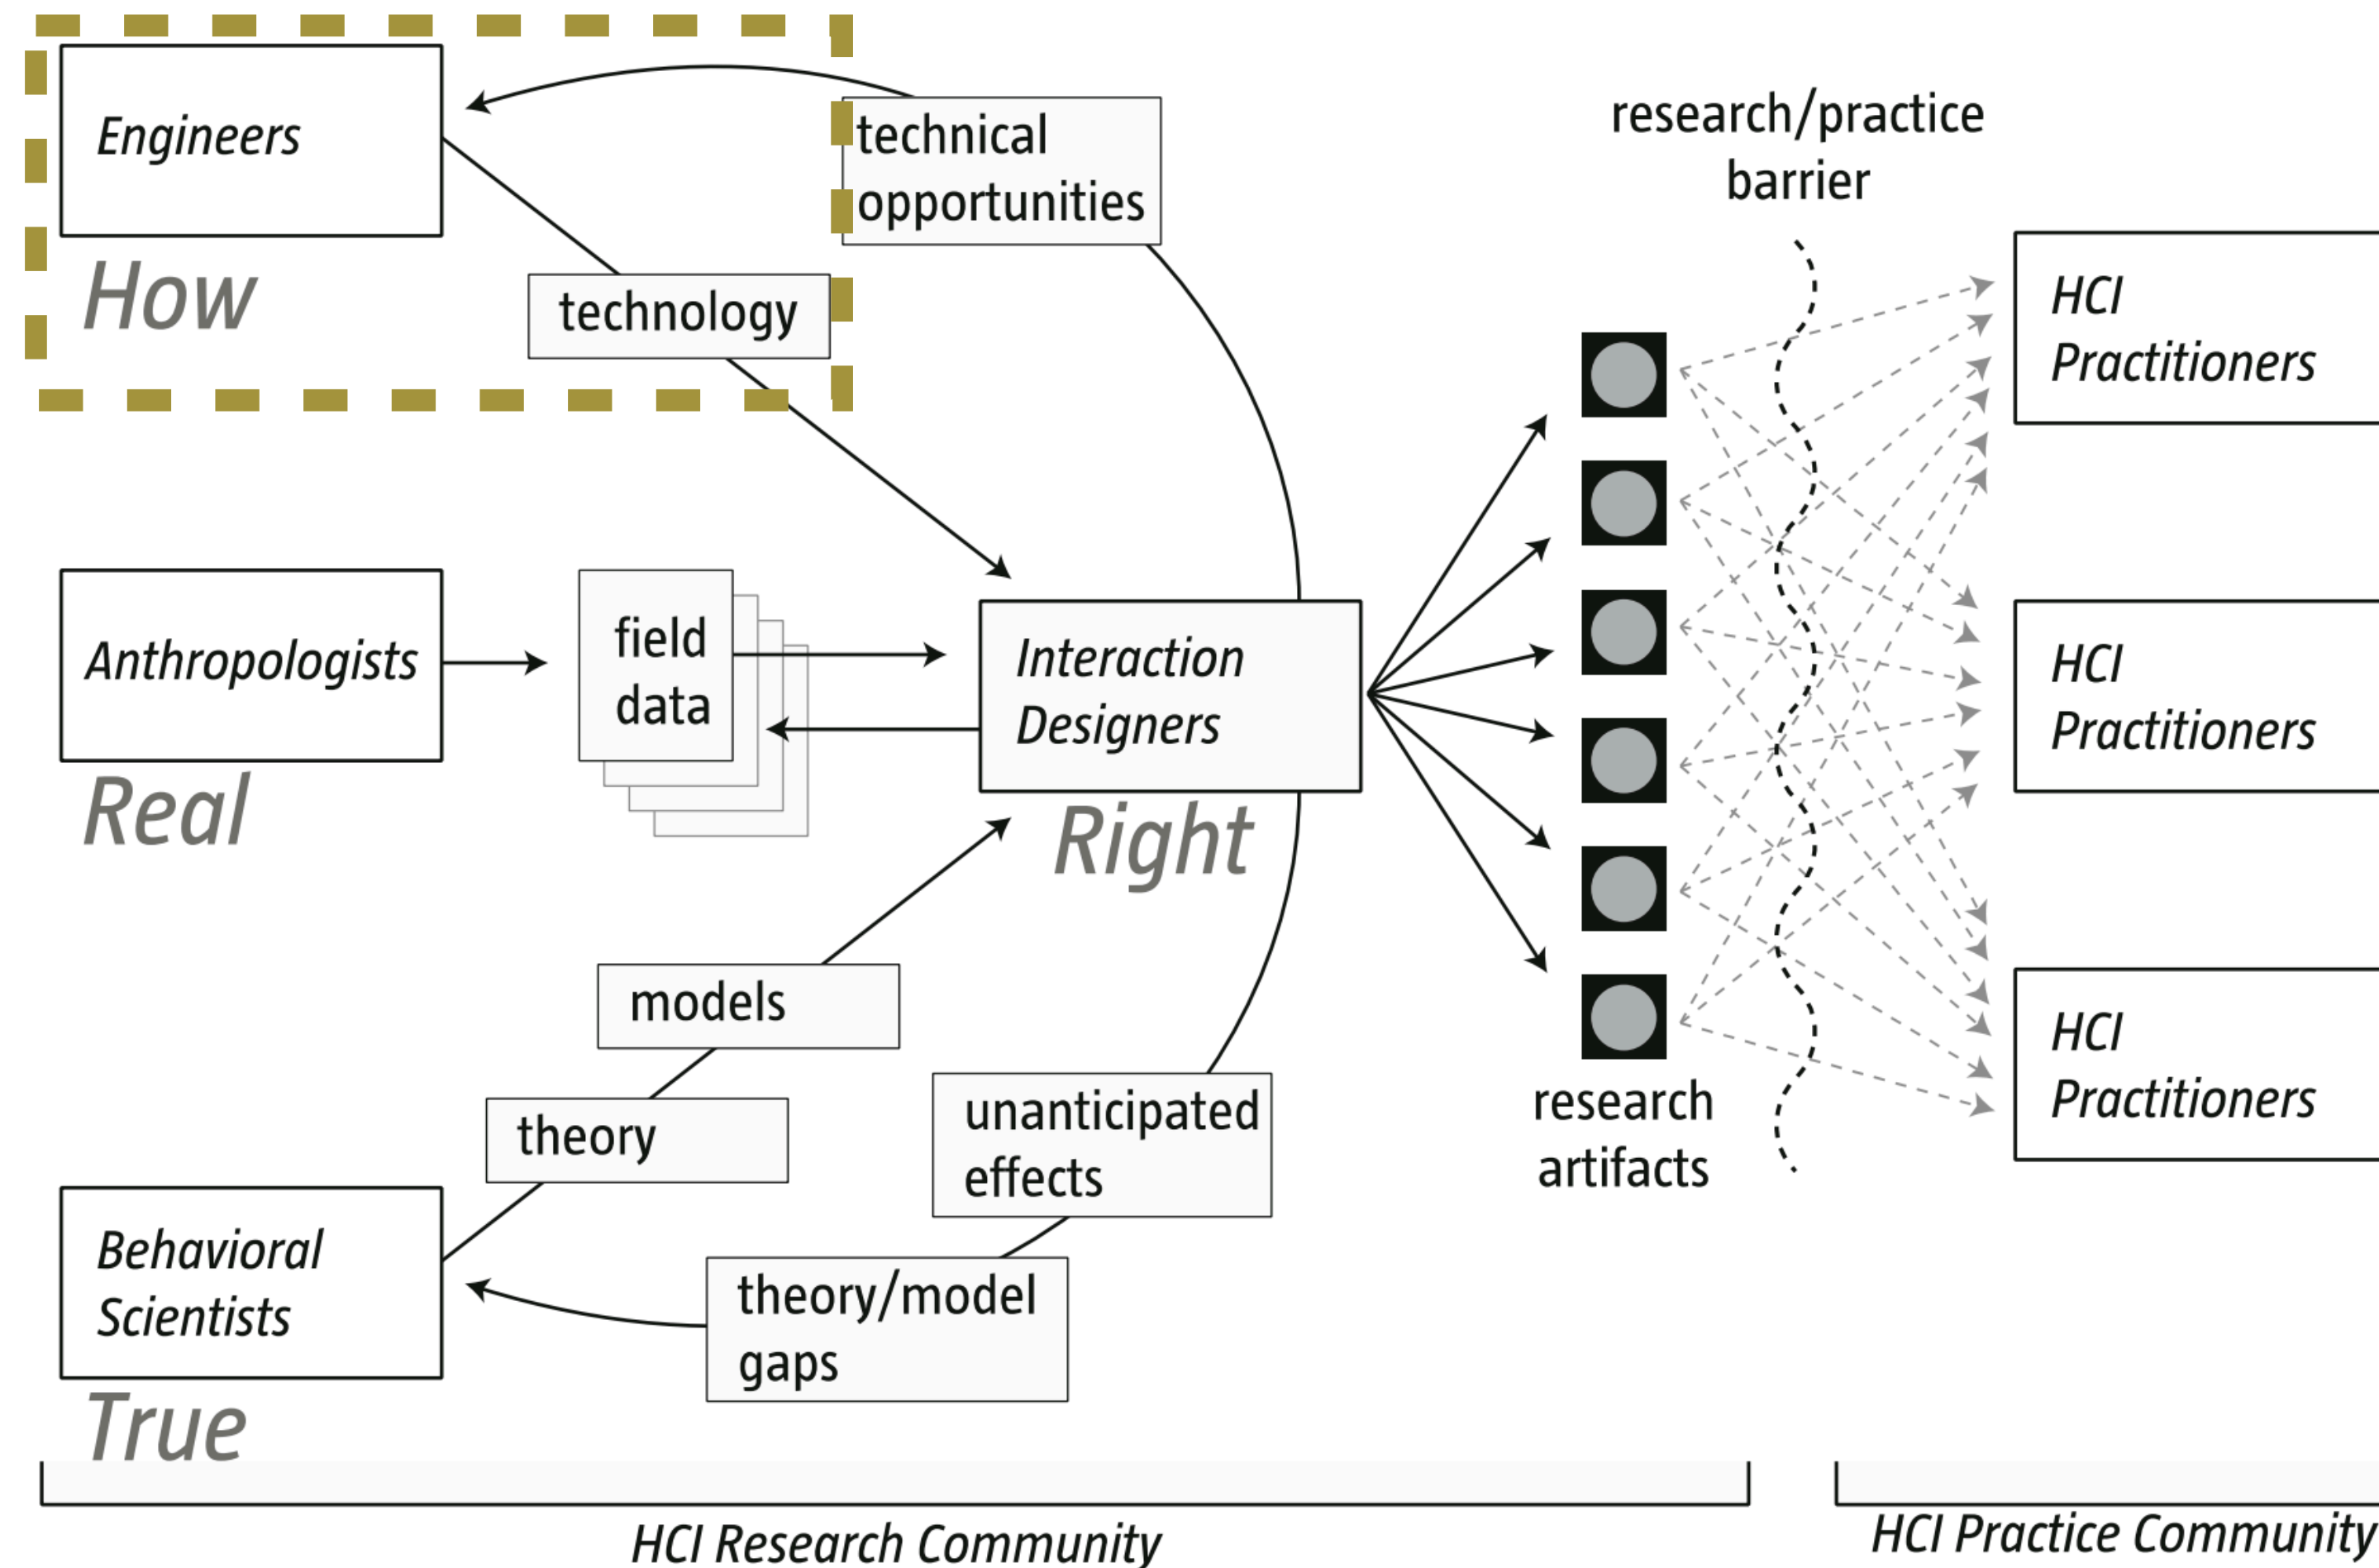 Engineers
How
technology
technical
opportunities
research/practice
barrier
Anthropologists
Real
field
data
Interaction
Designers
Right
models
theory
unanticipated
effects
Behavioral
Scientists
True
theory/model
gaps
research
artifacts
HCI
Practitioners
HCI
Practitioners
HCI
Practitioners
HCI Research Community
HCI Practice Community